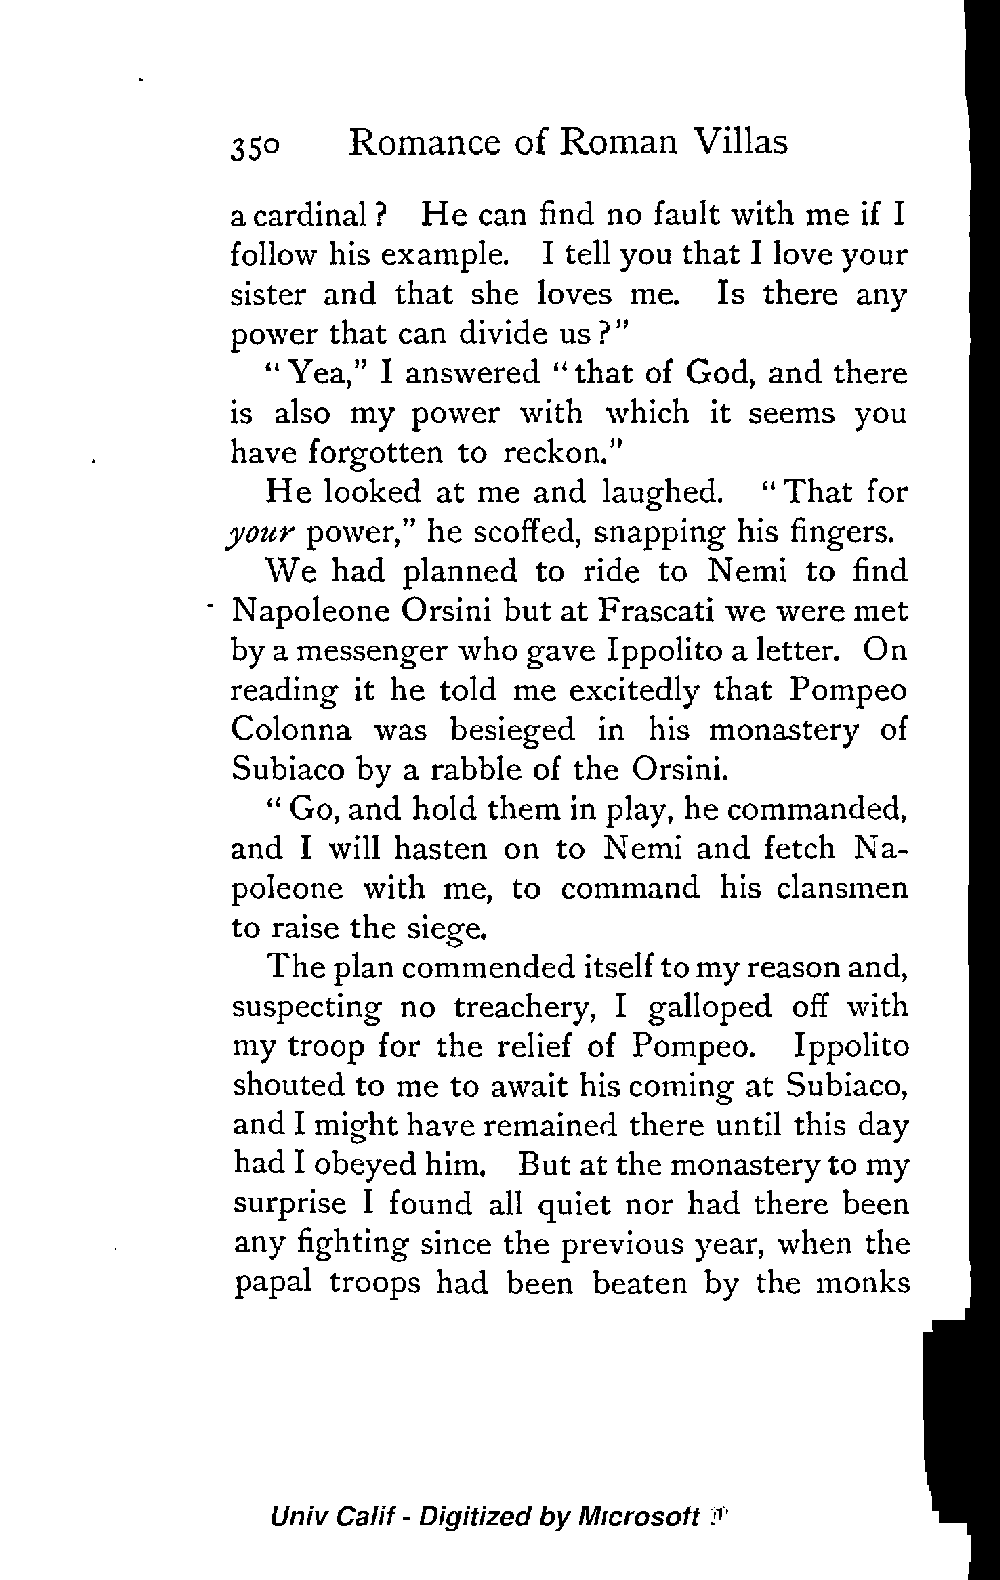 350 Romance of Roman Villas
a cardinal? He can find no fault with me if I
follow his example. I tell you that I love your
sister and that she loves me. Is there any
power that can divide us?"
"Yea," I answered "that of God, and there
is also my power with which it seems you
have forgotten to reckon."
He looked at me and laughed. "That for
your power," he scoffed, snapping his fingers.
We had planned to ride to Nemi to find
Napoleone Orsini but at Frascati we were met
by a messenger who gave Ippolito a letter. On
reading it he told me excitedly that Pompeo
Colonna was besieged in his monastery of
Subiaco by a rabble of the Orsini.
"Go, and hold them in play, he commanded,
and I will hasten on to Nemi and fetch Na-
poleone with me, to command his clansmen
to raise the siege.
The plan commended itself to my reason and,
suspecting no treachery, I galloped off with
my troop for the relief of Pompeo. Ippolito
shouted to me to await his coming at Subiaco,
and I might have remained there until this day
had I obeyed him. But at the monastery to my
surprise I found all quiet nor had there been
any fighting since the previous year, when the
papal troops had been beaten by the monks
Univ Calif - Digitized by Microsoft